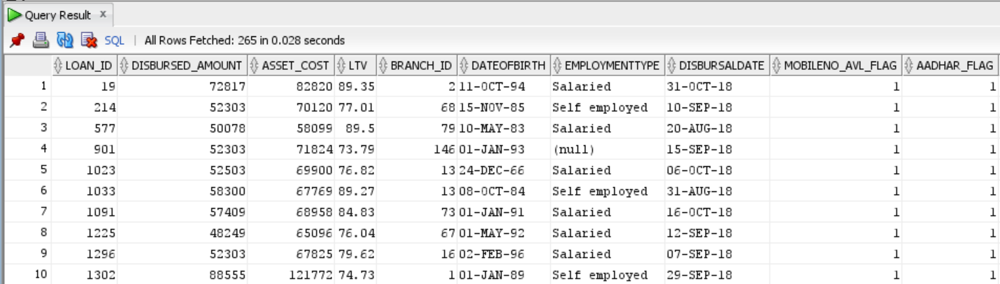 Query Result x
SQL | All Rows Fetched: 265 in 0.028 seconds
LOAN_ID DISBURSED_AMOUNT ASSET_COST LTV BRANCH_ID DATEOFBIRTH EMPLOYMENTTYPE DISBURSALDATE MOBILENO_AVL_FLAG AADHAR_FLAG
1 19 72817 82820 89.35 2 11-OCT-94 Salaried 31-OCT-18 1 1
2 214 52303 70120 77.01 68 15-NOV-85 Self employed 10-SEP-18 1 1
3 577 50078 58099 89.5 79 10-MAY-83 Salaried 20-AUG-18 1 1
4 901 52303 71824 73.79 146 01-JAN-93 (null) 15-SEP-18 1 1
5 1023 52503 69900 76.82 13 24-DEC-66 Salaried 06-OCT-18 1 1
6 1033 58300 67769 89.27 13 08-OCT-84 Self employed 31-AUG-18 1 1
7 1091 57409 68958 84.83 73 01-JAN-91 Salaried 16-OCT-18 1 1
8 1225 48249 65096 76.04 67 01-MAY-92 Salaried 12-SEP-18 1 1
9 1296 52303 67825 79.62 16 02-FEB-96 Salaried 07-SEP-18 1 1
10 1302 88555 121772 74.73 1 01-JAN-89 Self employed 29-SEP-18 1 1